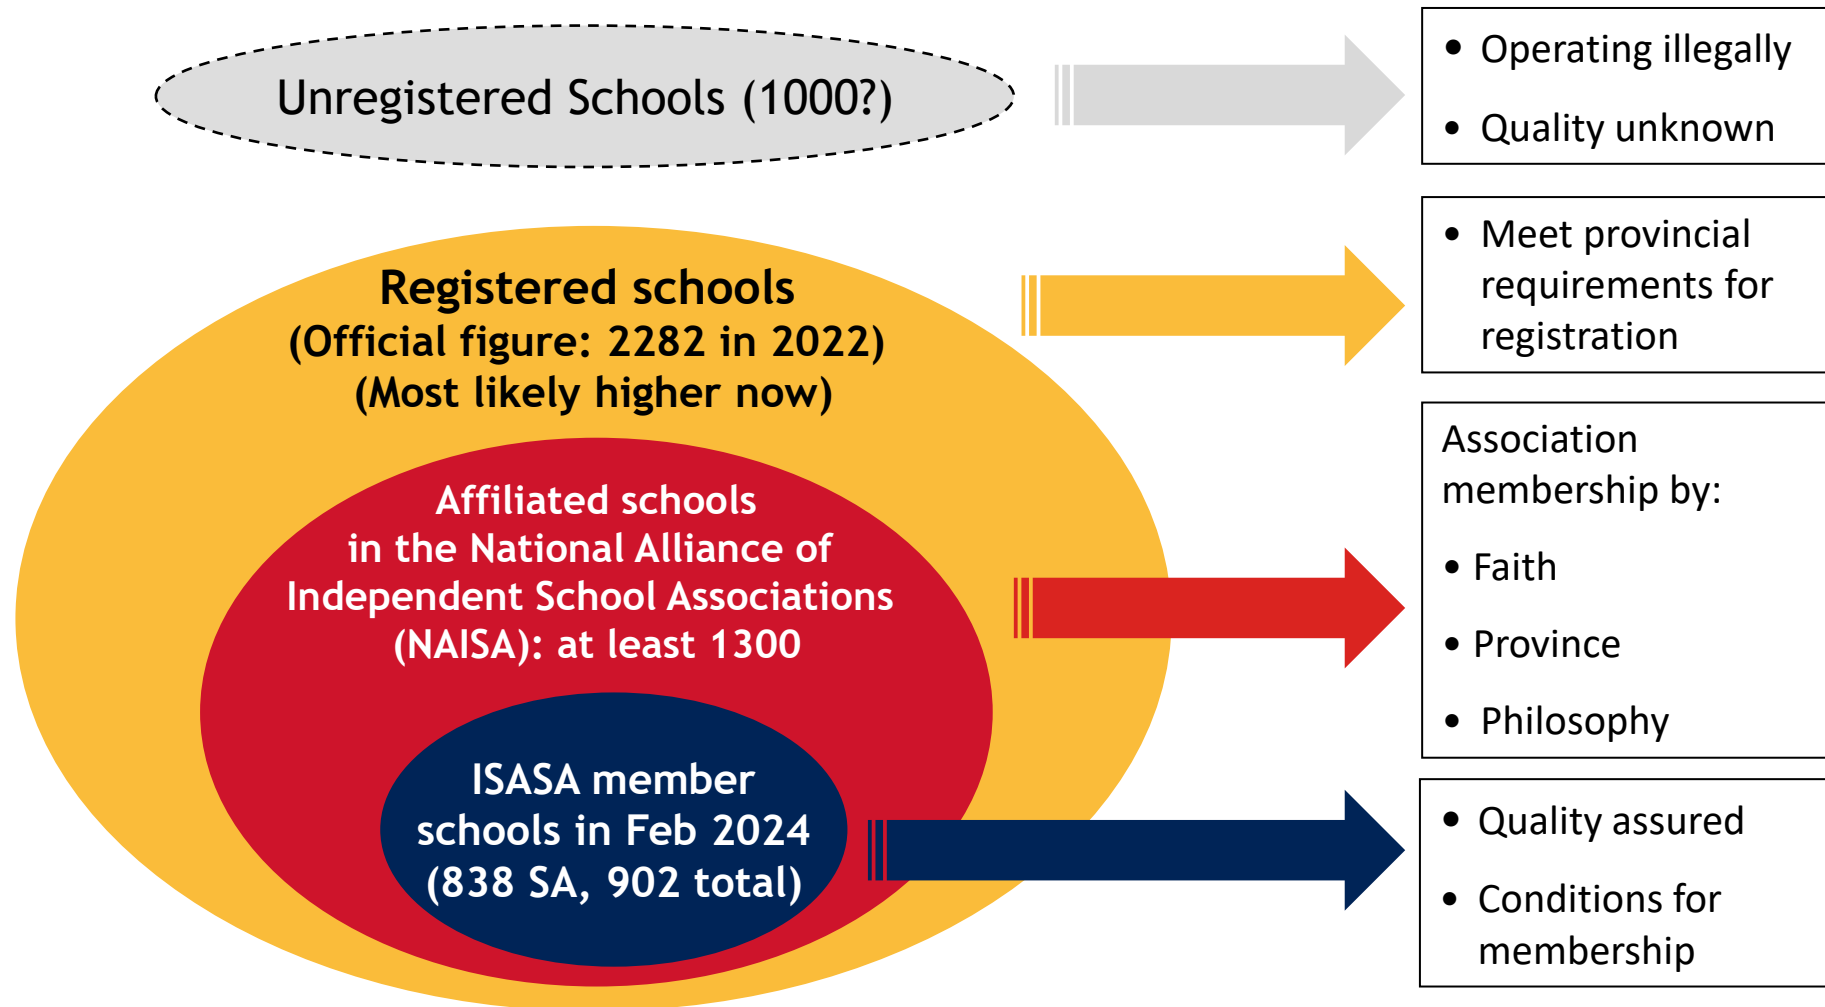 Unregistered Schools (1000?)
• Operating illegally
• Quality unknown
Registered schools
(Official figure: 2282 in 2022)
(Most likely higher now)
• Meet provincial
requirements for
registration
Affiliated schools
in the National Alliance of
Independent School Associations
(NAISA): at least 1300
Association
membership by:
• Faith
• Province
• Philosophy
ISASA member
schools in Feb 2024
(838 SA, 902 total)
• Quality assured
• Conditions for
membership